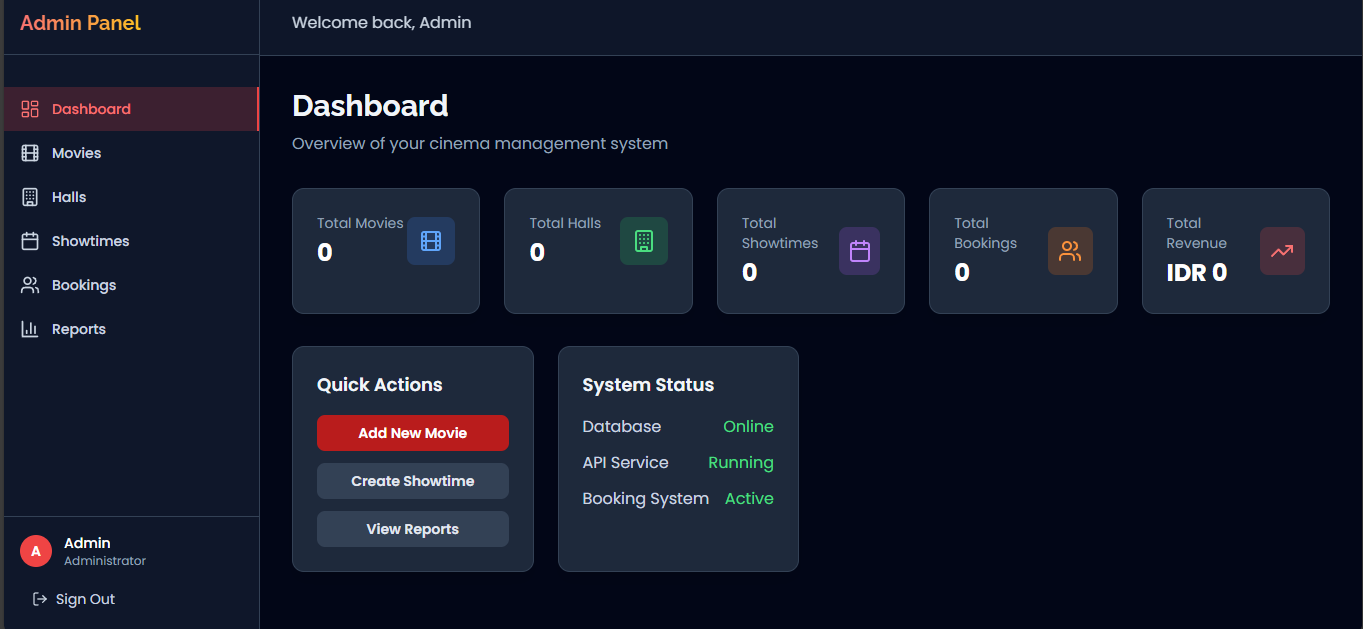 Admin Panel
Welcome back, Admin
Dashboard
Movies
Halls
Showtimes
Bookings
Reports
Admin
A
Administrator
Sign Out
Dashboard
Overview of your cinema management system
Total Movies
0
Total Halls
0
Total
Showtimes
0
Total
Bookings
0
Total
Revenue
IDR 0
Quick Actions
Add New Movie
Create Showtime
View Reports
System Status
Database Online
API Service Running
Booking System Active